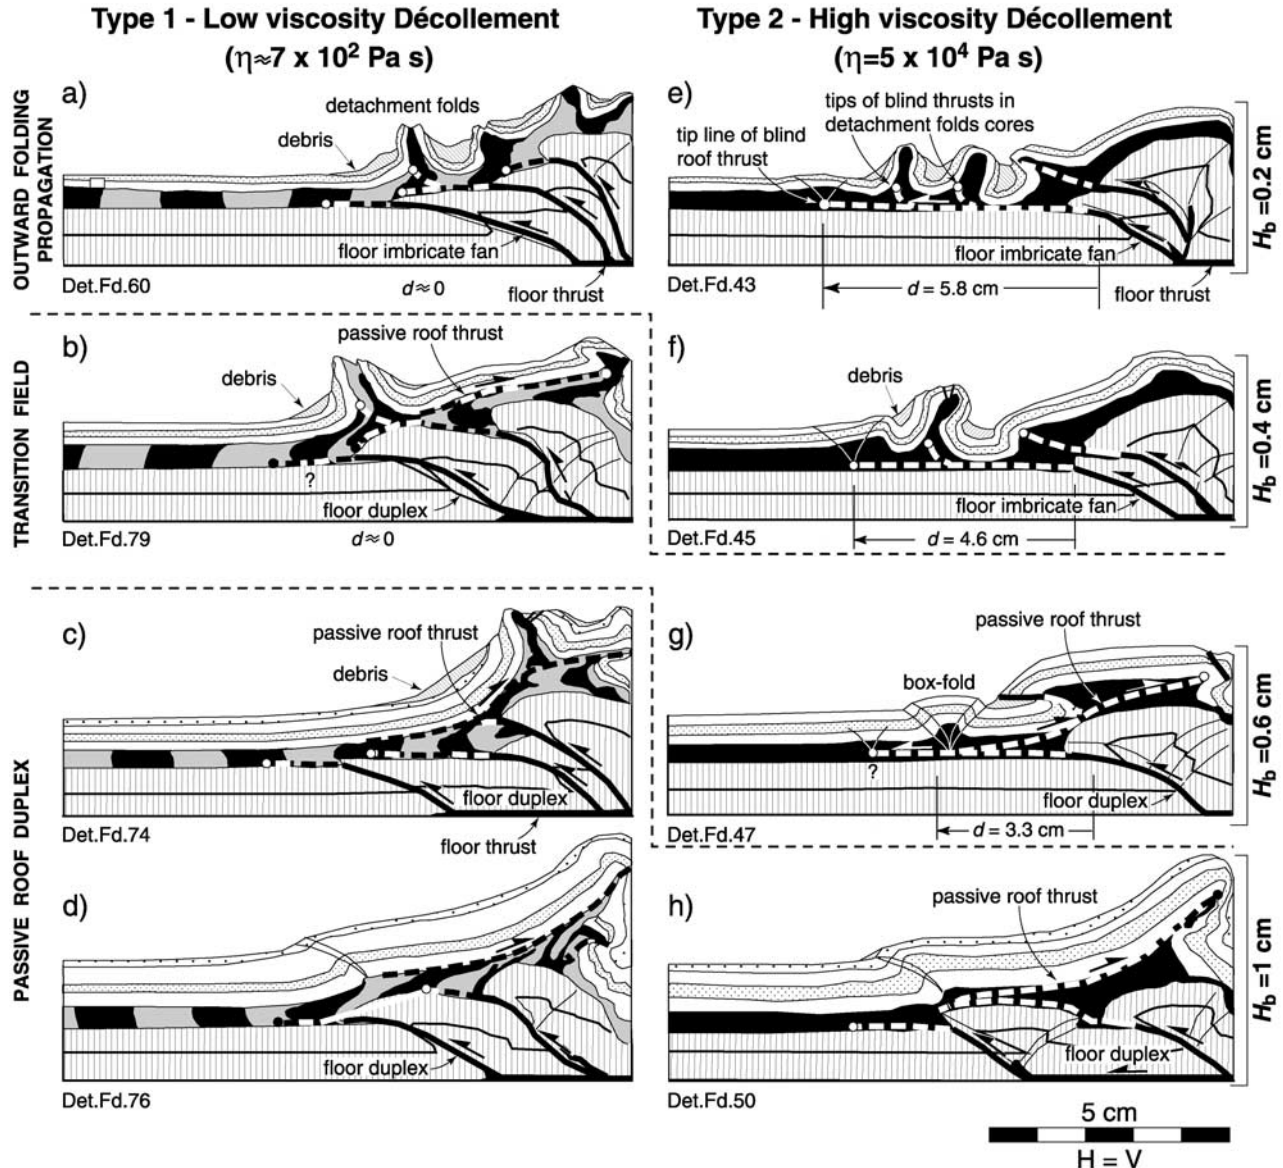 Type 1 - Low viscosity Décollement
(η≈7 x 10² Pa s)
Type 2 - High viscosity Décollement
(η=5 x 10⁴ Pa s)
OUTWARD FOLDING
PROPAGATION
a)
detachment folds
debris
floor imbricate fan
Det.Fd.60
d≈0
floor thrust
e)
tips of blind thrusts in
detachment folds cores
tip line of blind
roof thrust
floor imbricate fan
Det.Fd.43
d = 5.8 cm
floor thrust
Hb =0.2 cm
TRANSITION FIELD
b)
passive roof thrust
debris
?
floor duplex
Det.Fd.79
d≈0
f)
debris
floor imbricate fan
Det.Fd.45
d = 4.6 cm
Hb =0.4 cm
PASSIVE ROOF DUPLEX
c)
passive roof thrust
debris
floor duplex
Det.Fd.74
floor thrust
g)
passive roof thrust
box-fold
?
floor duplex
Det.Fd.47
d = 3.3 cm
Hb =0.6 cm
d)
floor duplex
Det.Fd.76
h)
passive roof thrust
floor duplex
Det.Fd.50
Hb =1 cm
5 cm
H = V